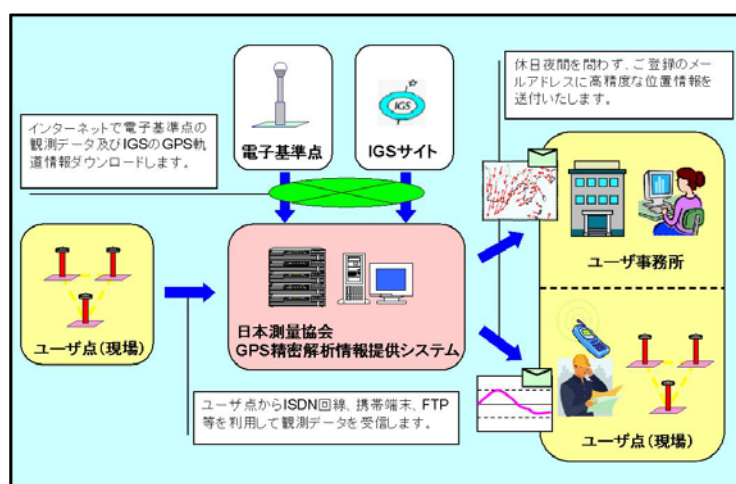 休日夜間を問わず、ご登録のメー
ルアドレスに高精度な位置情報を
送付いたします。
インターネットで電子基準点の
観測データ及びIGSのGPS軌
道情報ダウンロードします。
電子基準点
IGS
IGSサイト
ユーザ点(現場)
日本測量協会
GPS精密解析情報提供システム
ユーザ事務所
ユーザ点からISDN回線、携帯端末、FTP
等を利用して観測データを受信します。
ユーザ点(現場)